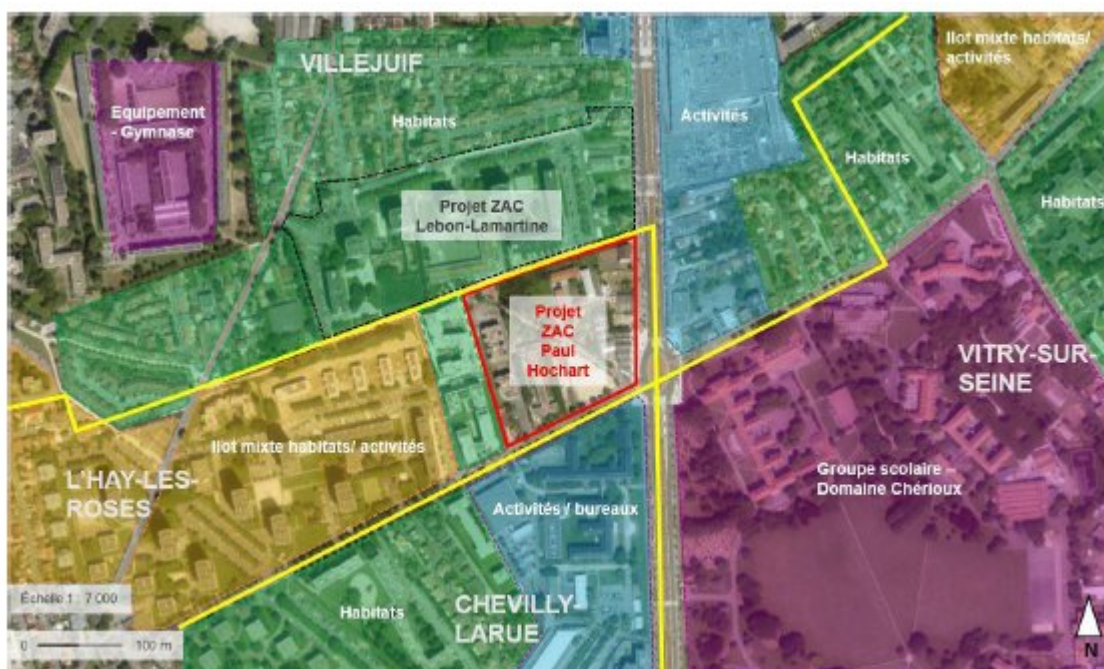 VILLEJUIF
Ilot mixte habitats/
activités
Equipement
- Gymnase
Habitats
Activités
Habitats
Habitats
Projet ZAC
Lebon-Lamartine
Projet
ZAC
Paul
Hochart
VITRY-SUR-
SEINE
Ilot mixte habitats/ activités
L'HAY-LES-
ROSES
Groupe scolaire –
Domaine Chérioux
Activités / bureaux
Échelle 1 : 7 000
0
100 m
Habitats
CHEVILLY-
LARUE
N